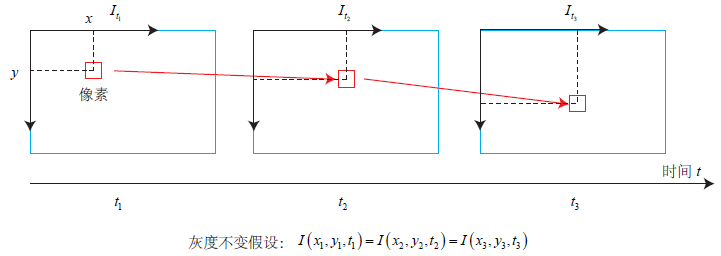 x I_{t_1} I_{t_2} I_{t_3}
y
像素
时间 t
t_1 t_2 t_3
灰度不变假设： I(x_1, y_1, t_1) = I(x_2, y_2, t_2) = I(x_3, y_3, t_3)